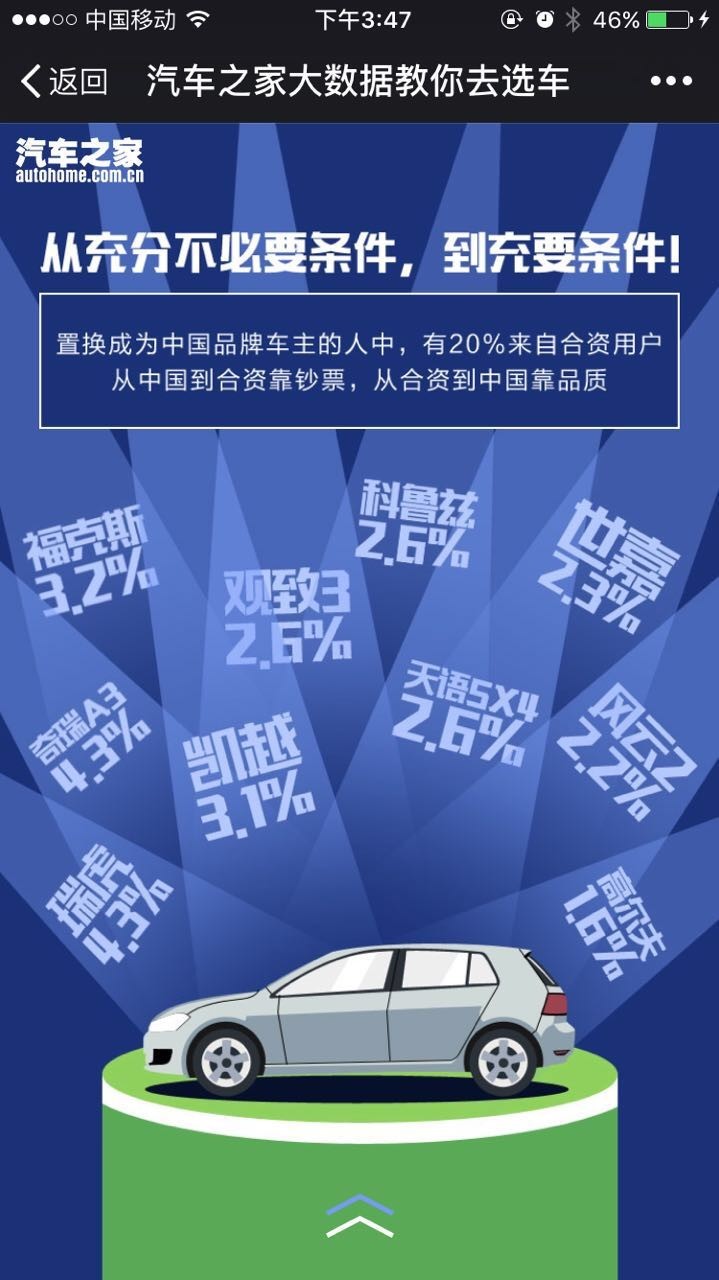 中国移动
下午3:47
46%
返回
汽车之家大数据教你去选车
汽车之家
autohome.com.cn
从充分不必要条件，到充要条件!
置换成为中国品牌车主的人中，有20%来自合资用户
从中国到合资靠钞票，从合资到中国靠品质
福克斯
3.2%
观致3
2.6%
科鲁兹
2.6%
世嘉
2.3%
奇瑞A3
4.3%
凯越
3.1%
天语SX4
2.6%
风云2
2.2%
瑞虎
4.3%
高尔夫
1.6%